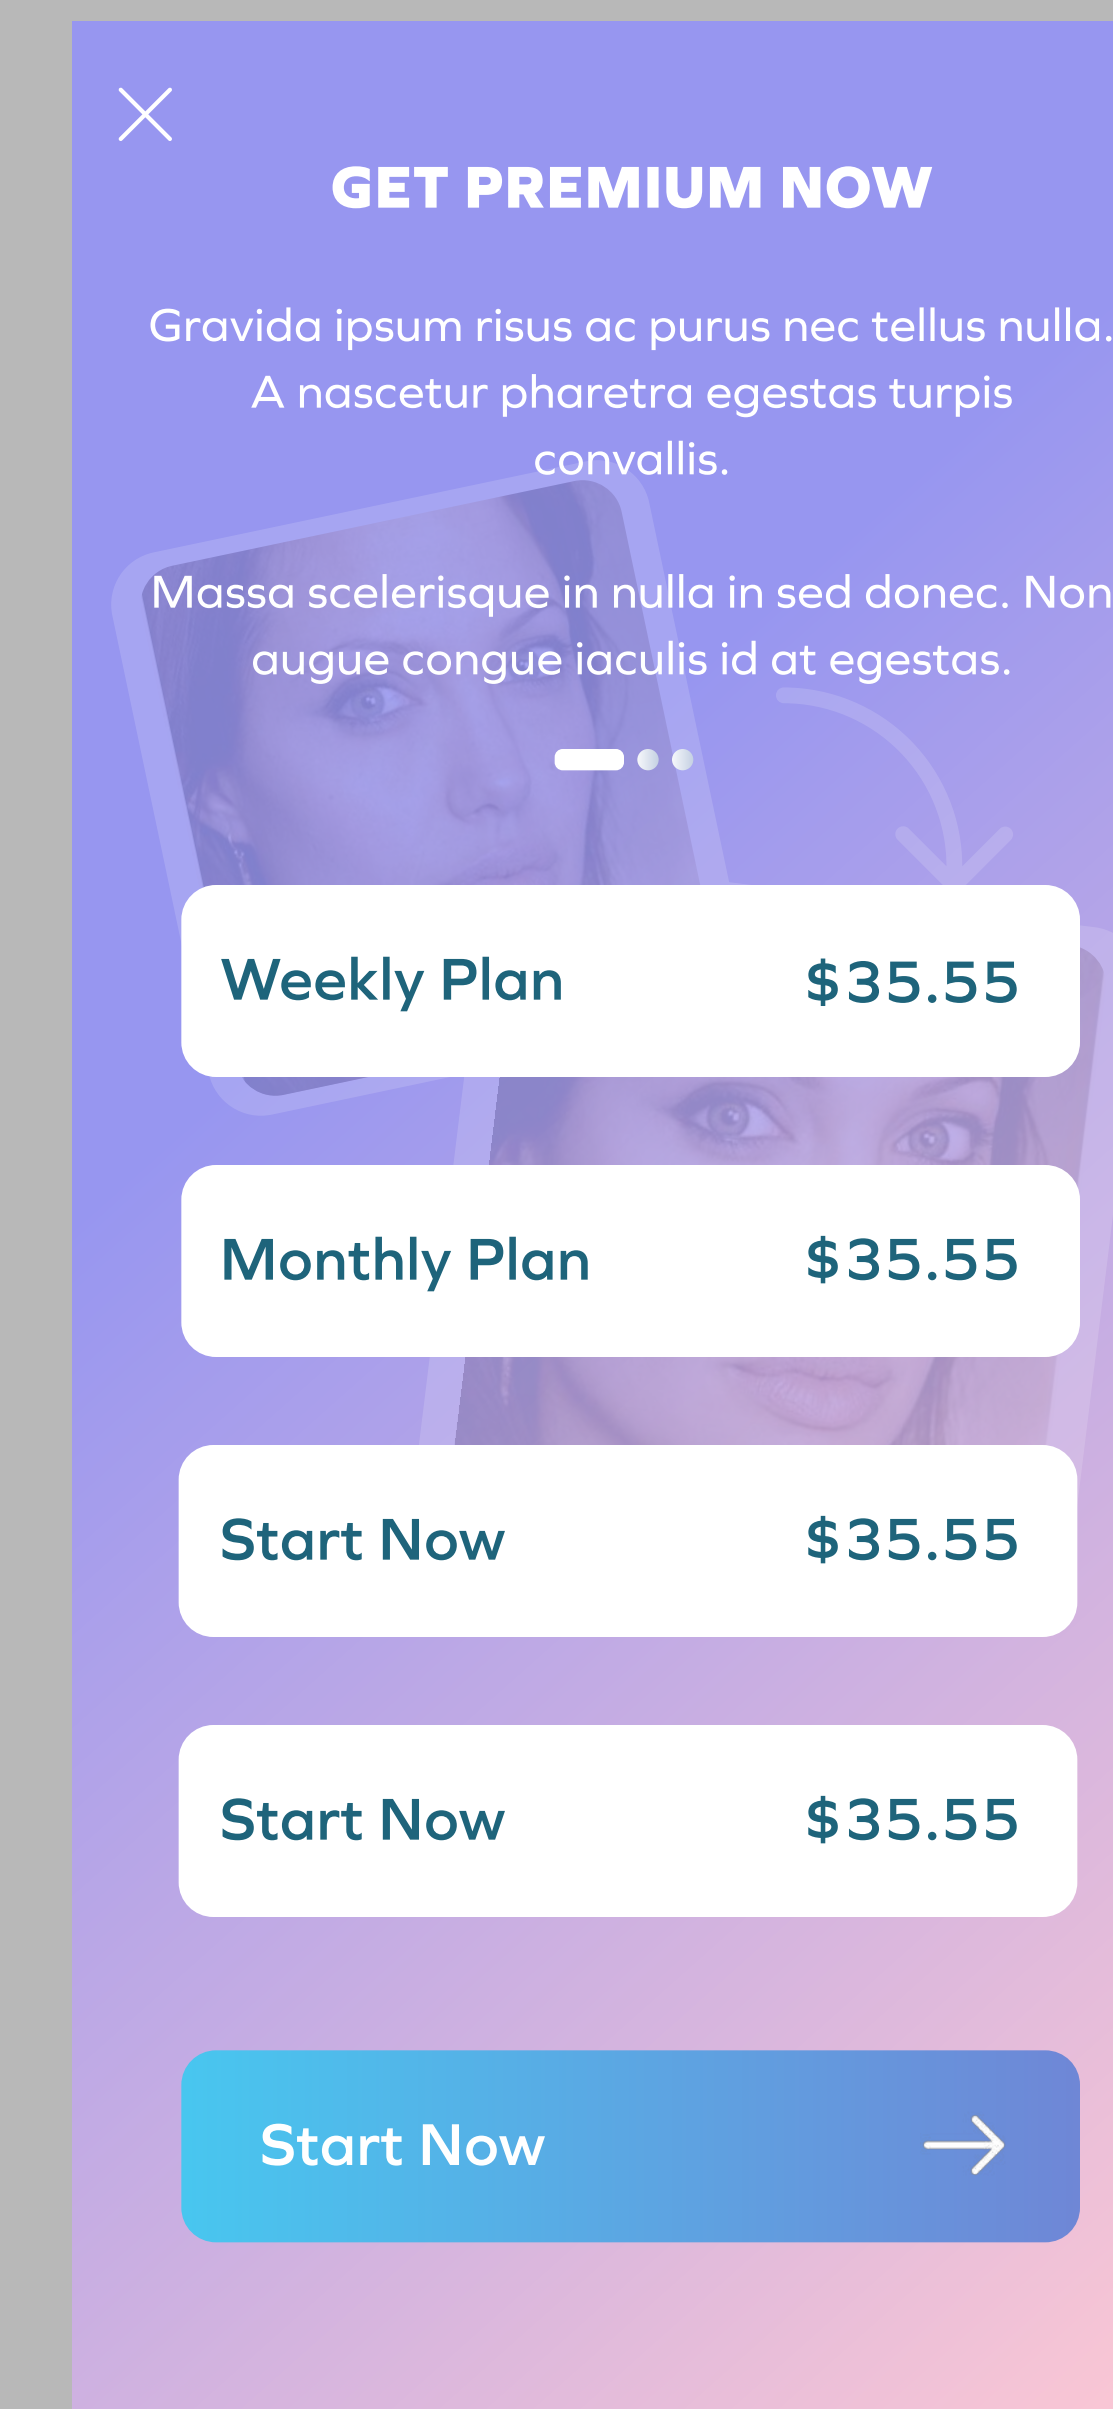 GET PREMIUM NOW
Gravida ipsum risus ac purus nec tellus nulla.
A nascetur pharetra egestas turpis
convallis.
Massa scelerisque in nulla in sed donec. Non
augue congue iaculis id at egestas.
Weekly Plan $35.55
Monthly Plan $35.55
Start Now $35.55
Start Now $35.55
Start Now